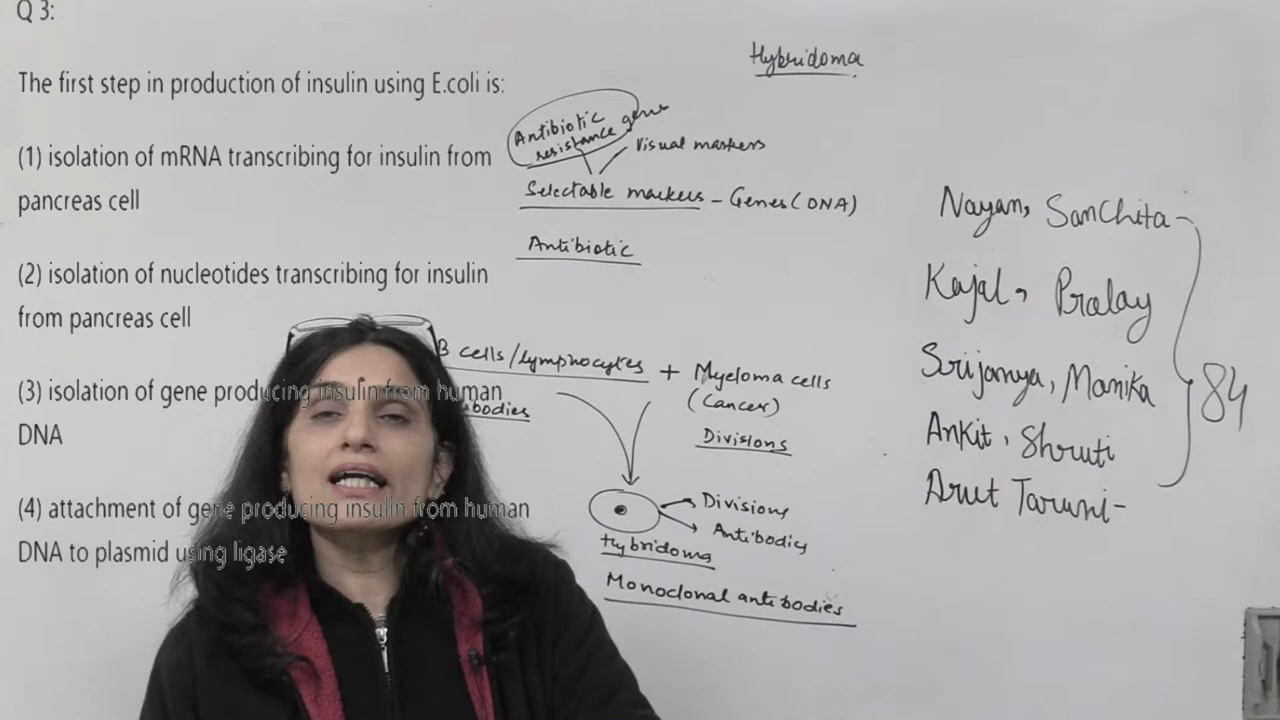 Q 3:
The first step in production of insulin using E.coli is:
(1) isolation of mRNA transcribing for insulin from
pancreas cell
(2) isolation of nucleotides transcribing for insulin
from pancreas cell
(3) isolation of gene producing insulin from human
DNA
(4) attachment of gene producing insulin from human
DNA to plasmid using ligase
Hybridoma
Antibiotic
resistance gene
Visual markers
Selectable markers - Genes (DNA)
Antibiotic
B cells/lymphocytes + Myeloma cells
(Cancer)
bodies
Divisions
Divisions
Antibodies
Hybridoma
Monoclonal antibodies
Nayan, Sanchita -
Kajal, Pralay
Srijanya, Manika
Ankit, Shruti
Taruni -
84